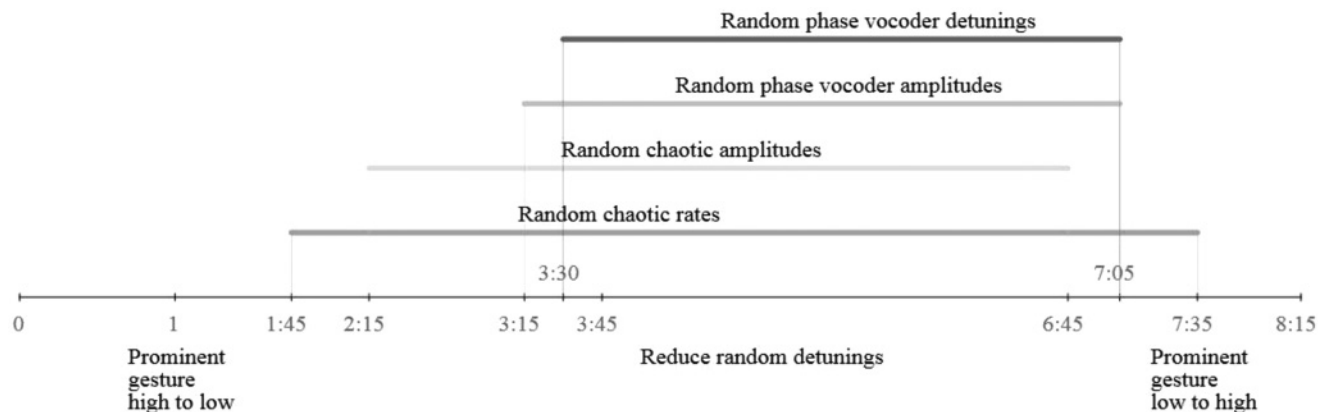 Random phase vocoder detunings
Random phase vocoder amplitudes
Random chaotic amplitudes
Random chaotic rates
3:30
7:05
0
1
1:45
2:15
3:15
3:45
6:45
7:35
8:15
Prominent
gesture
high to low
Reduce random detunings
Prominent
gesture
low to high